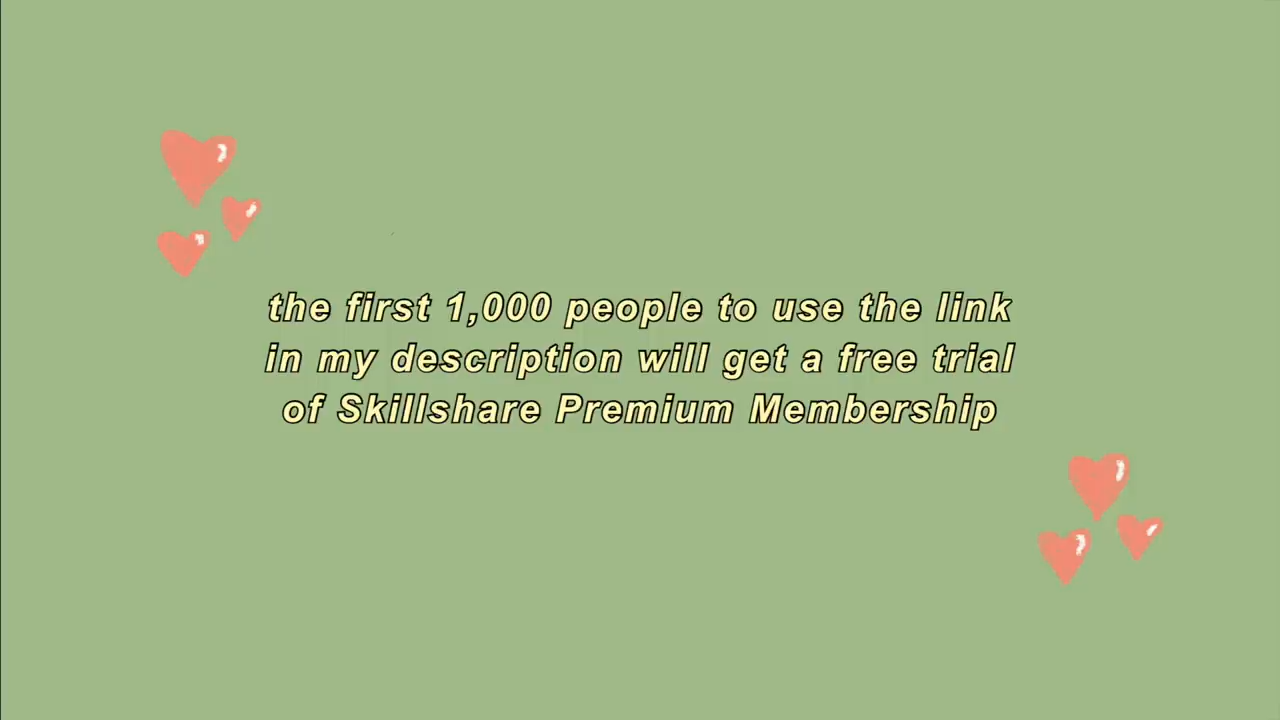 the first 1,000 people to use the link
in my description will get a free trial
of Skillshare Premium Membership